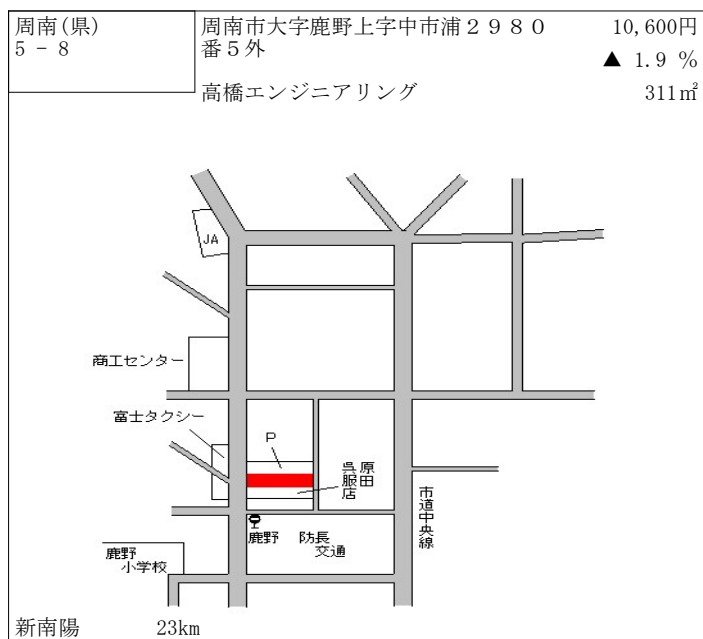 周南(県)
5 - 8
周南市大字鹿野上字中市浦2980
番5外
10,600円
▲ 1.9 %
高橋エンジニアリング
311㎡
JA
商工センター
富士タクシー
P
原田
呉服店
市道中央線
鹿野
防長
交通
鹿野
小学校
新南陽
23km